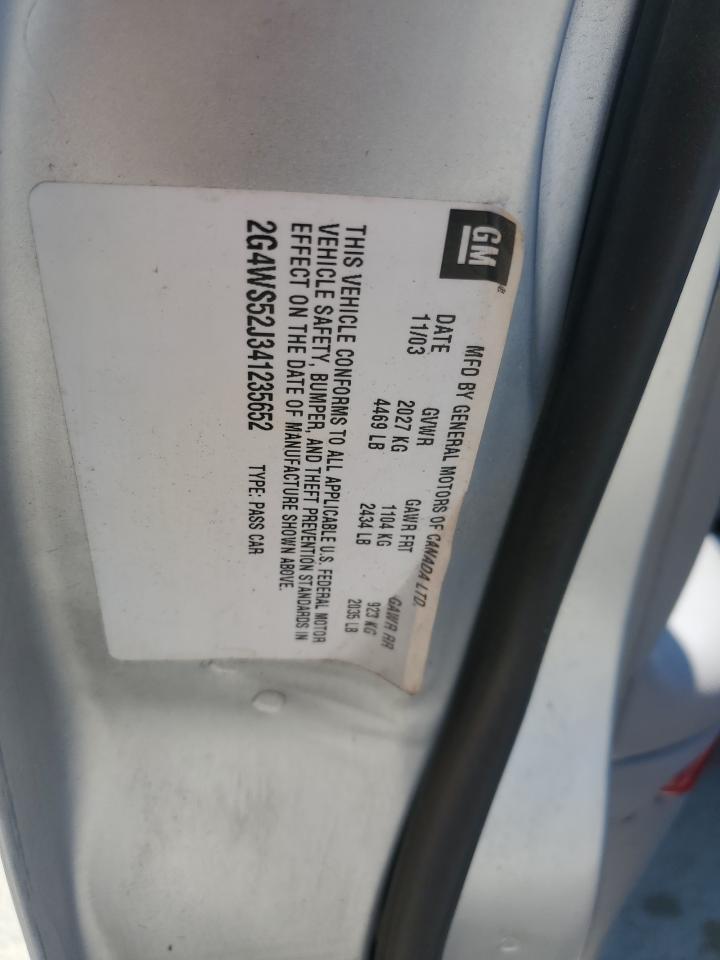 GM
MFD BY GENERAL MOTORS OF CANADA LTD.
DATE GVWR GAWR FRT GAWR RR
11/03 2027 KG 1104 KG 923 KG
4469 LB 2434 LB 2035 LB
THIS VEHICLE CONFORMS TO ALL APPLICABLE U.S. FEDERAL MOTOR
VEHICLE SAFETY, BUMPER, AND THEFT PREVENTION STANDARDS IN
EFFECT ON THE DATE OF MANUFACTURE SHOWN ABOVE.
2G4WS52J341235652 TYPE: PASS CAR